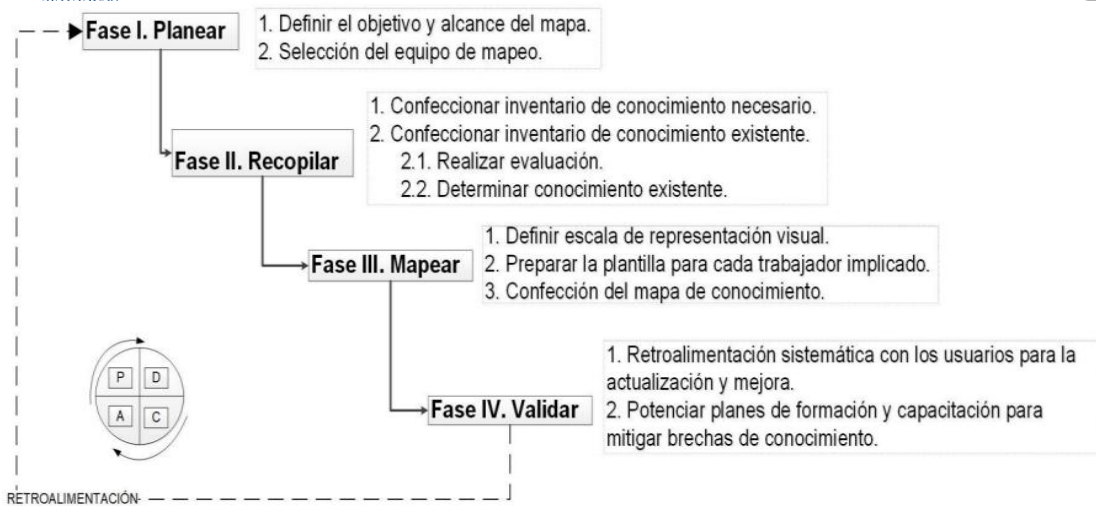 Fase I. Planear
1. Definir el objetivo y alcance del mapa.
2. Selección del equipo de mapeo.
Fase II. Recopilar
1. Confeccionar inventario de conocimiento necesario.
2. Confeccionar inventario de conocimiento existente.
2.1. Realizar evaluación.
2.2. Determinar conocimiento existente.
Fase III. Mapear
1. Definir escala de representación visual.
2. Preparar la plantilla para cada trabajador implicado.
3. Confección del mapa de conocimiento.
Fase IV. Validar
1. Retroalimentación sistemática con los usuarios para la
actualización y mejora.
2. Potenciar planes de formación y capacitación para
mitigar brechas de conocimiento.
P D
A C
RETROALIMENTACIÓN